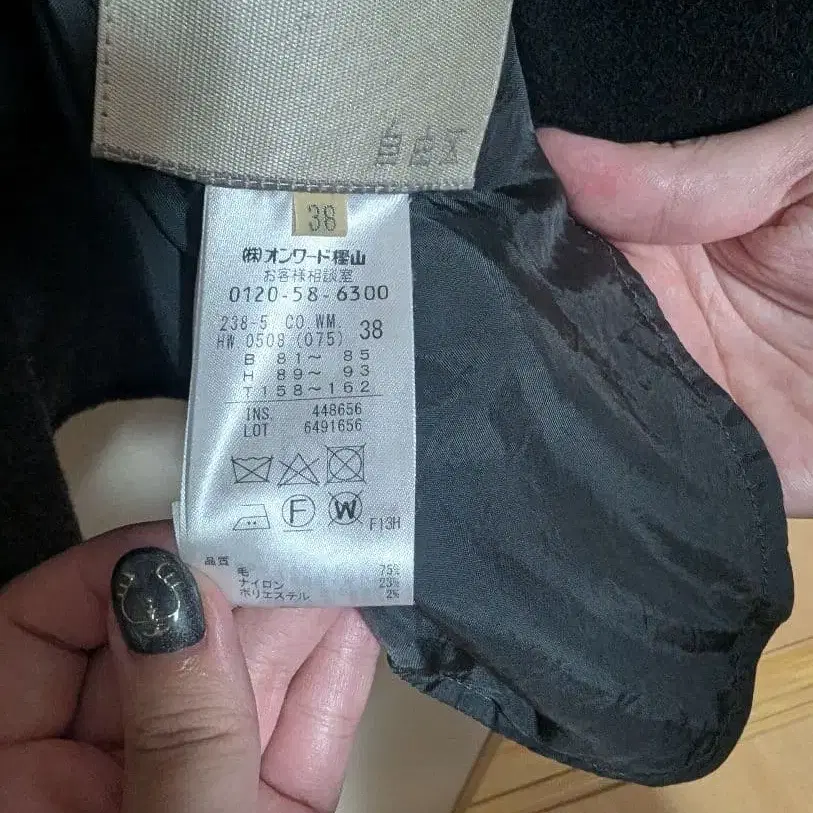 自由区
38
(株)オンワード樫山
お客様相談室
0120-58-6300
238-5 CO.WM. 38
HW 0508 (075)
B 81〜 85
H 89〜 93
T 158〜162
INS. 448656
LOT 6491656
F W F13H
品質
毛 75%
ナイロン 23%
ポリエステル 2%